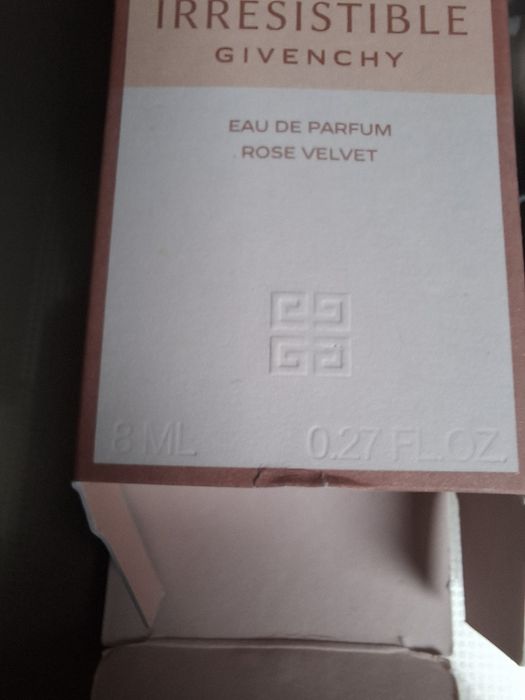 IRRESISTIBLE
GIVENCHY
EAU DE PARFUM
ROSE VELVET
8 ML 0.27 FL.OZ.